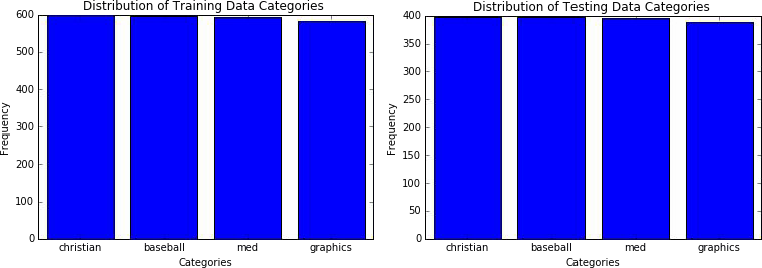 Distribution of Training Data Categories
600
500
400
300
200
100
0
Frequency
christian baseball med graphics
Categories
Distribution of Testing Data Categories
400
350
300
250
200
150
100
50
0
Frequency
christian baseball med graphics
Categories